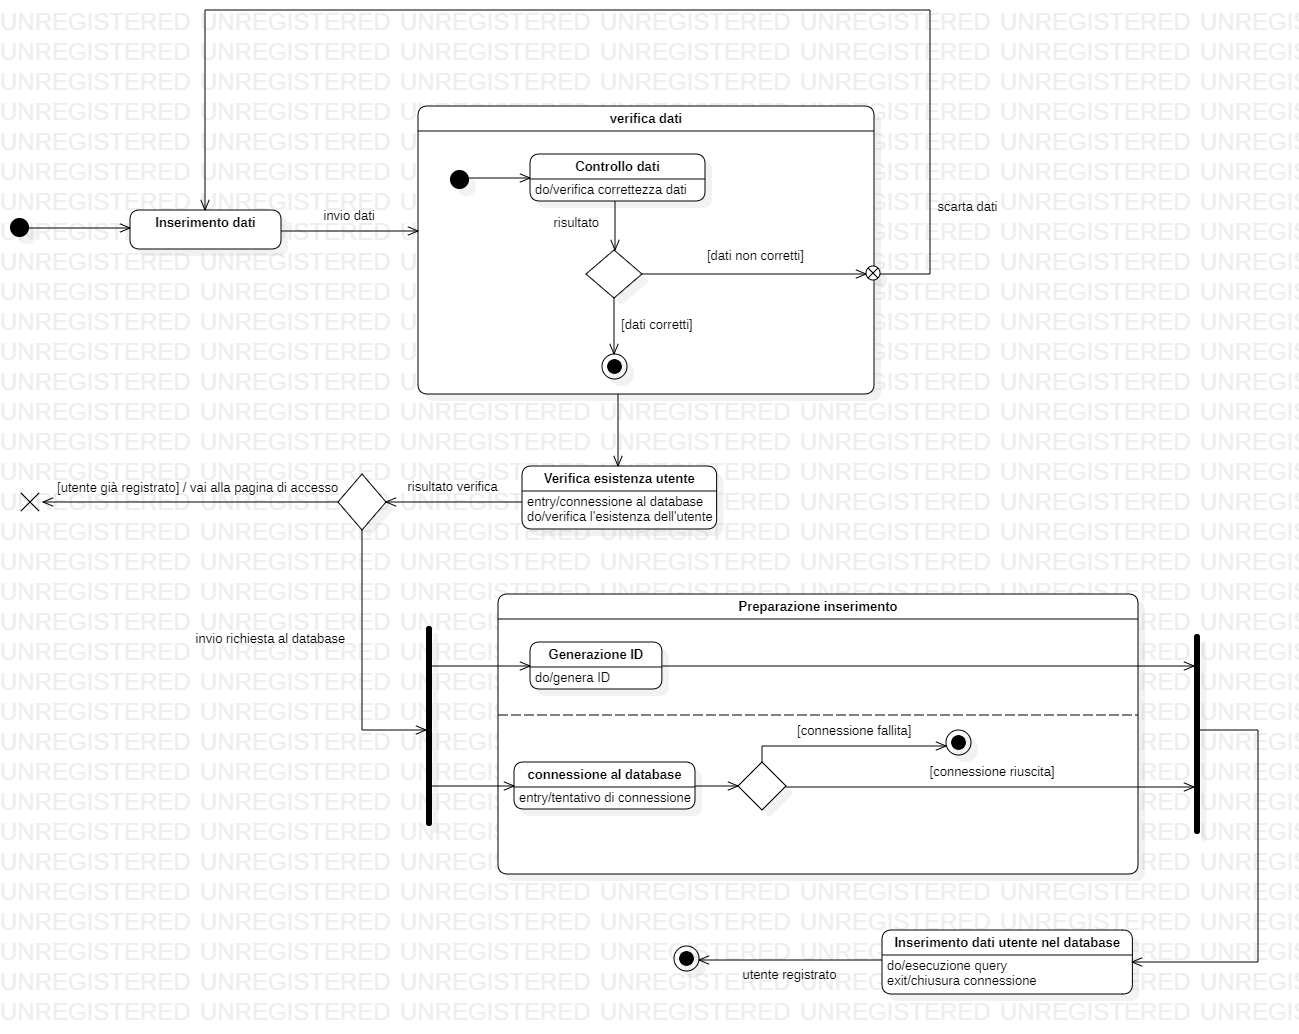 verifica dati
Controllo dati
do/verifica correttezza dati
scarta dati
invio dati
Inserimento dati
risultato
[dati non corretti]
[dati corretti]
Verifica esistenza utente
entry/connessione al database
do/verifica l'esistenza dell'utente
risultato verifica
[utente già registrato] / vai alla pagina di accesso
invio richiesta al database
Preparazione inserimento
Generazione ID
do/genera ID
[connessione fallita]
[connessione riuscita]
connessione al database
entry/tentativo di connessione
Inserimento dati utente nel database
do/esecuzione query
exit/chiusura connessione
utente registrato
UNREGISTERED